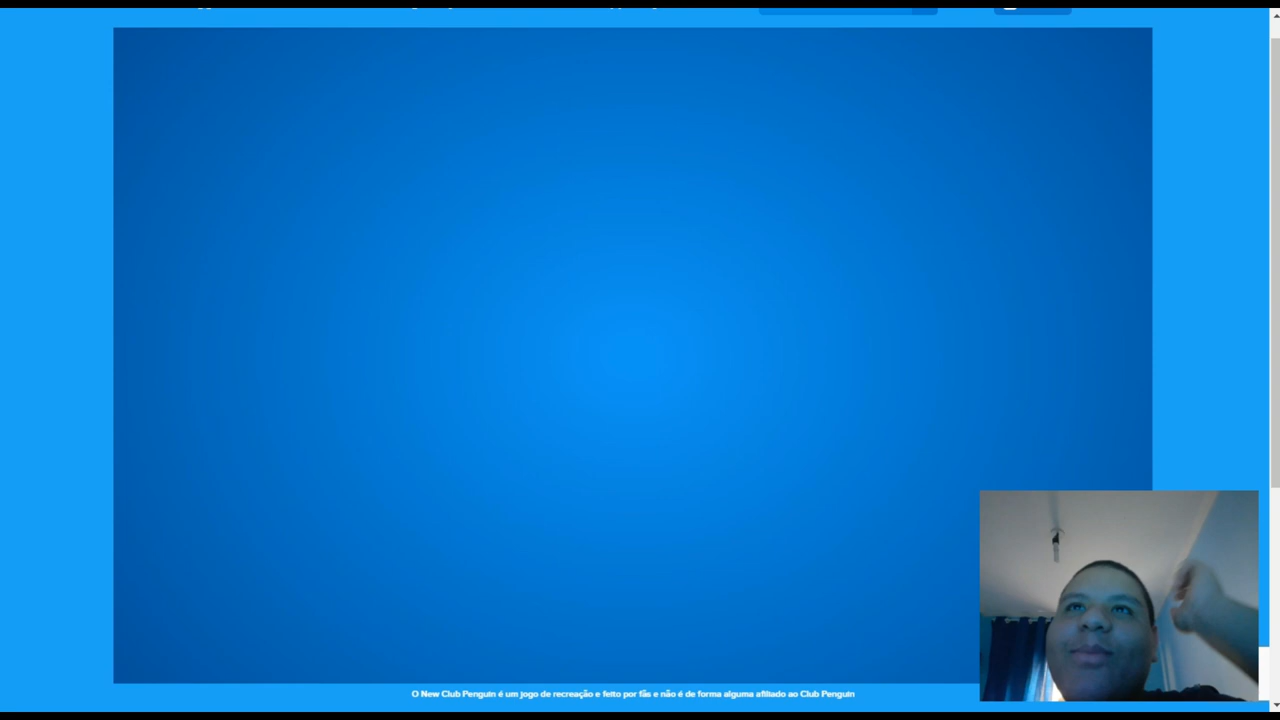 O New Club Penguin é um jogo de recreação e feito por fãs e não é de forma alguma afiliado ao Club Penguin